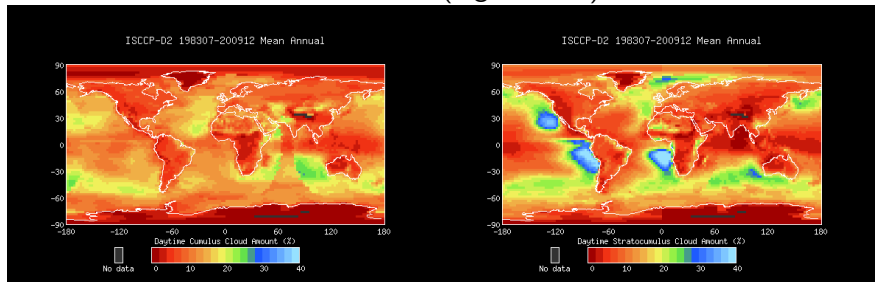 ISCCP-D2 198307-200912 Mean Annual
90
60
30
0
-30
-60
-90
-180 -120 -60 0 60 120 180
Daytime Cumulus Cloud Amount (%)
No data
0 10 20 30 40
ISCCP-D2 198307-200912 Mean Annual
90
60
30
0
-30
-60
-90
-180 -120 -60 0 60 120 180
Daytime Stratocumulus Cloud Amount (%)
No data
0 10 20 30 40